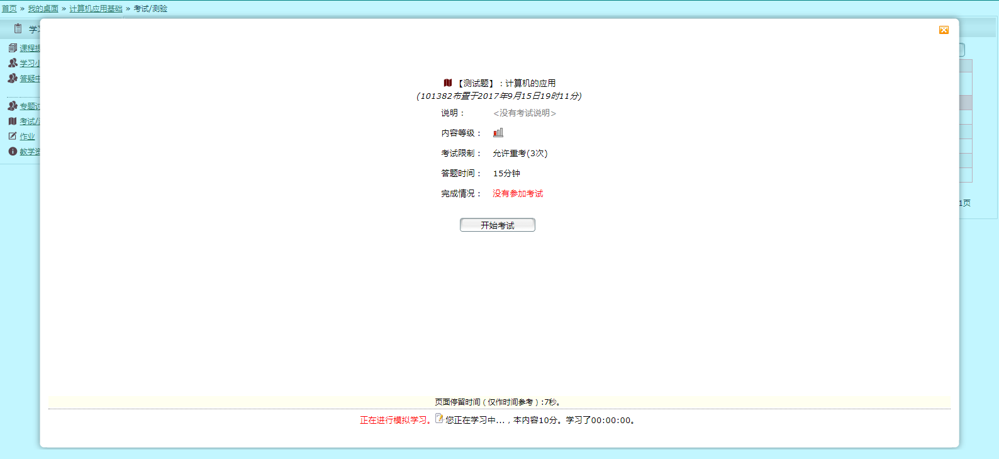 首页 » 我的桌面 » 计算机应用基础 » 考试/测验
学
课程
学习小
答疑中
专题
考试/
作业
教学
【测试题】：计算机的应用
(101382布置于2017年9月15日19时11分)
说明： <没有考试说明>
内容等级：
考试限制： 允许重考(3次)
答题时间： 15分钟
完成情况： 没有参加考试
开始考试
1页
页面停留时间（仅作时间参考）:7秒。
正在进行模拟学习。您正在学习中...，本内容10分。学习了00:00:00。